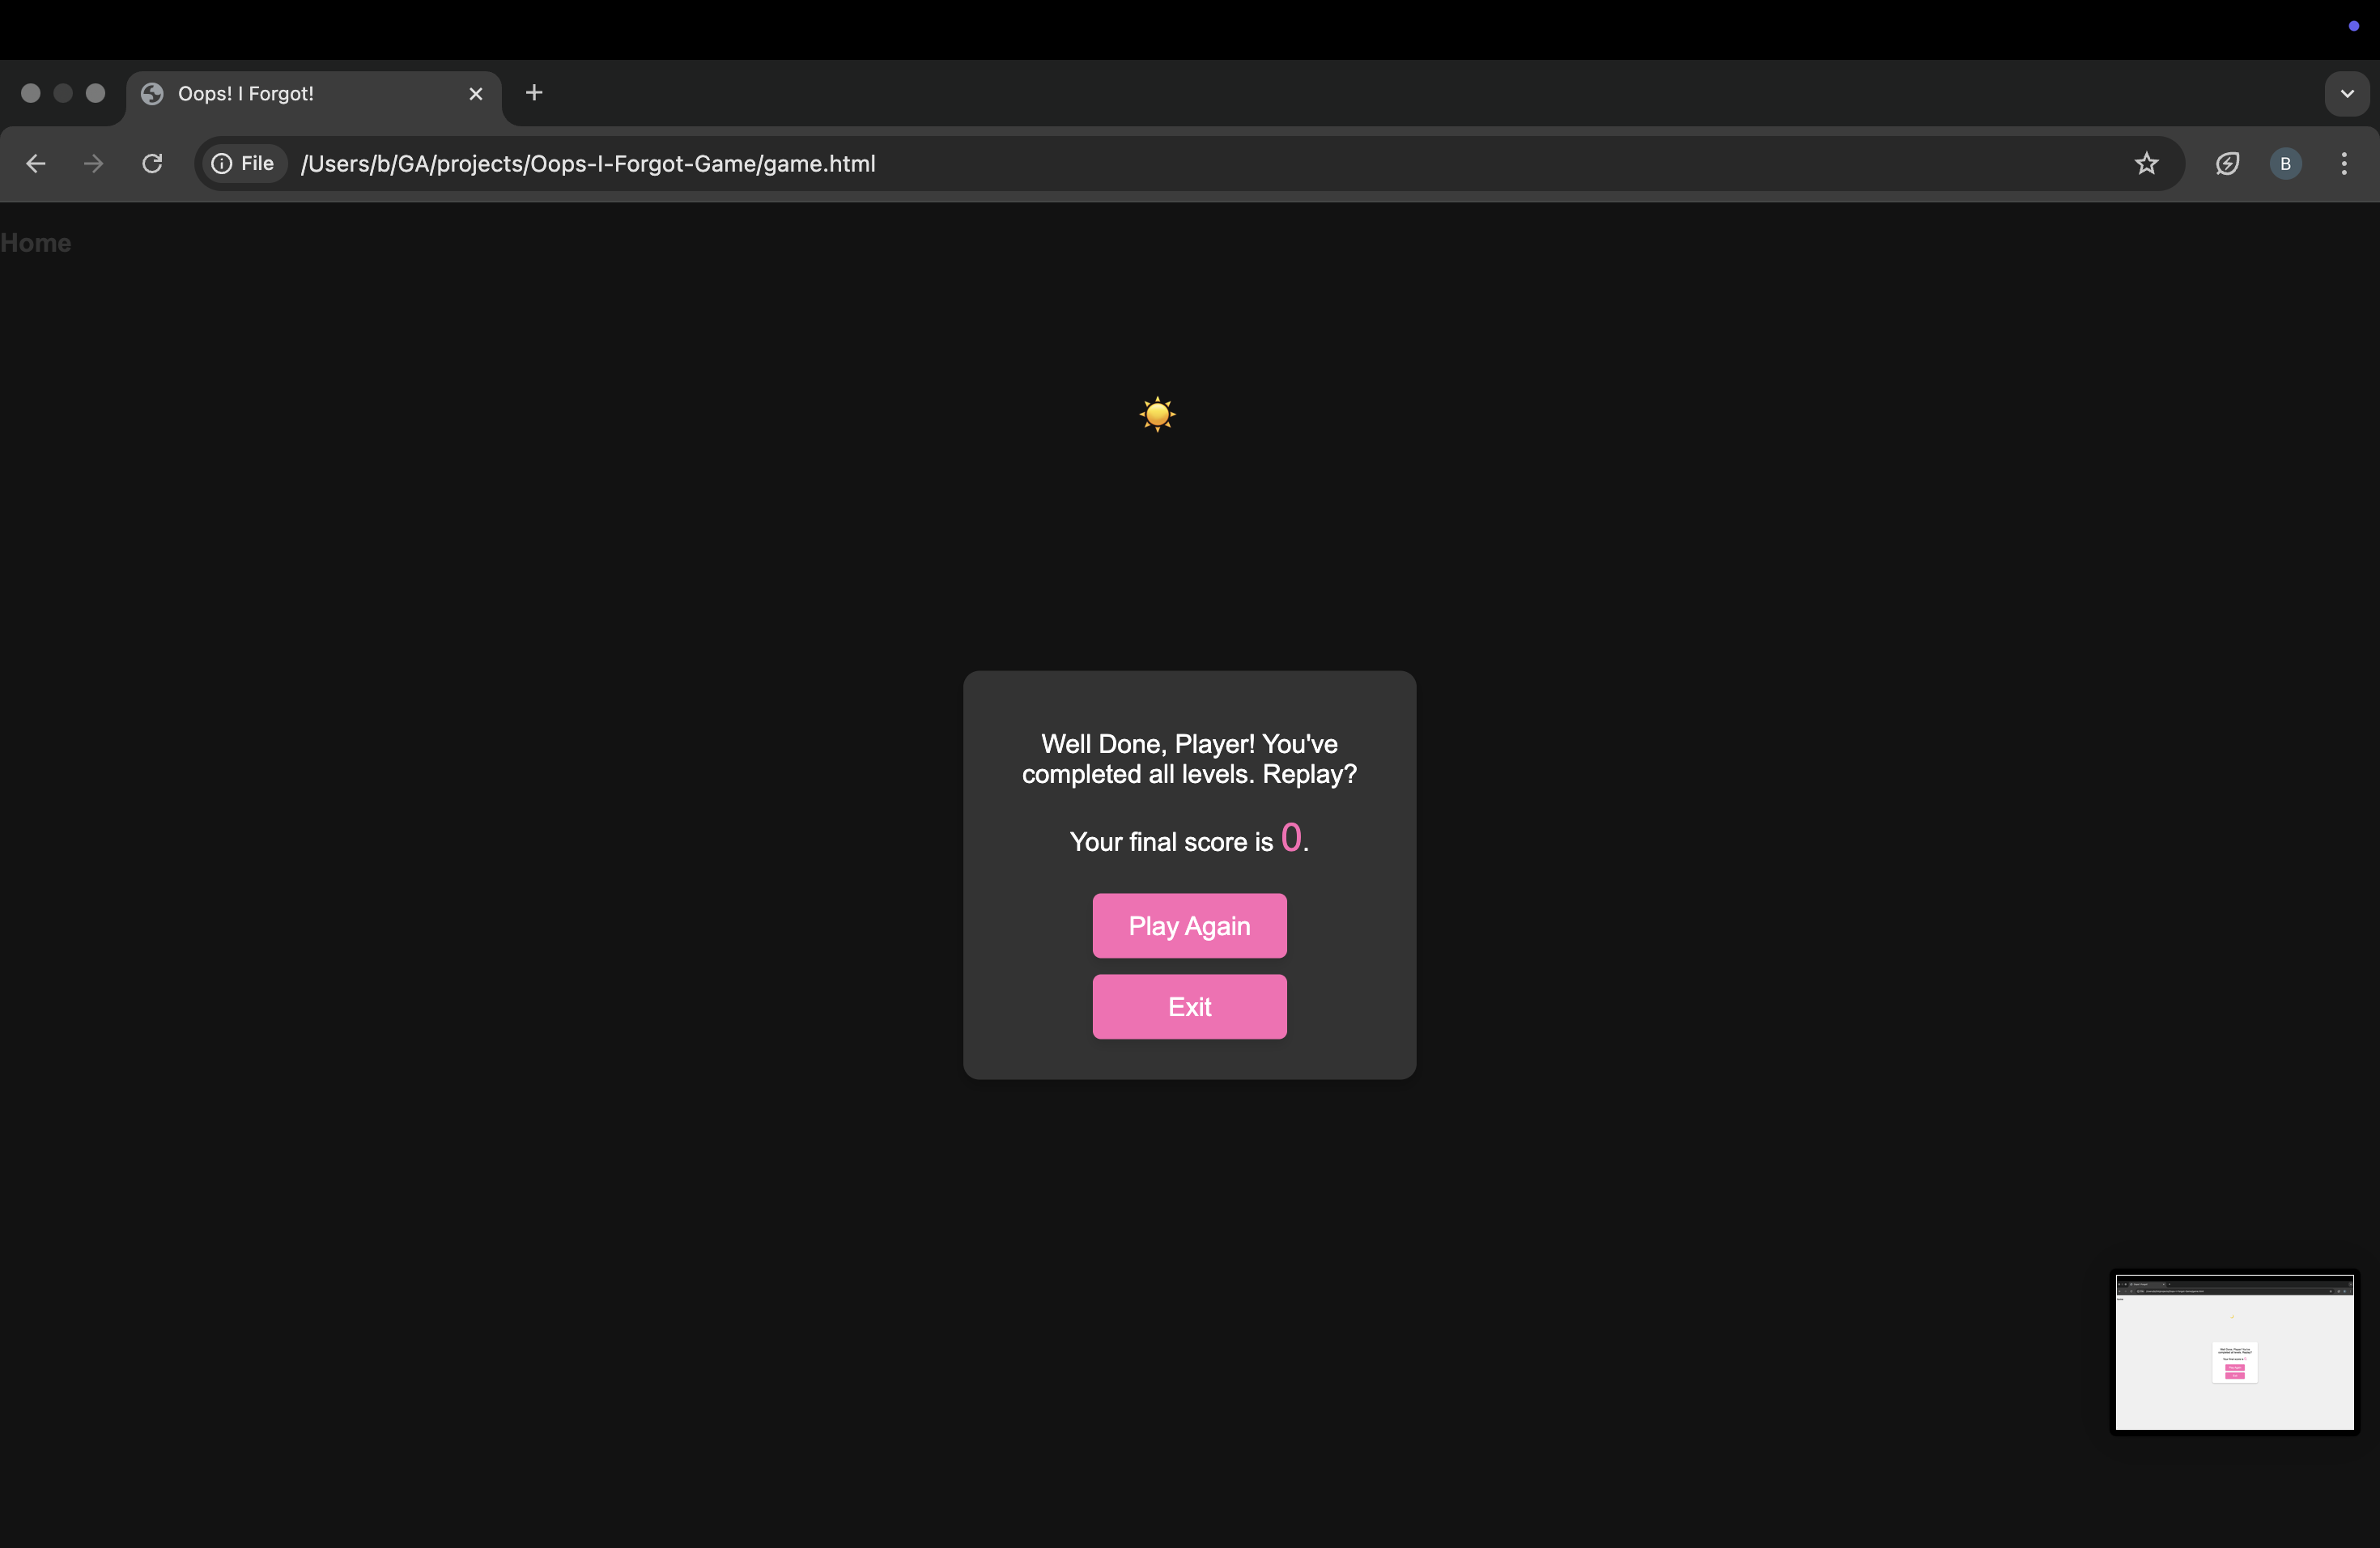 Oops! I Forgot!
File /Users/b/GA/projects/Oops-I-Forgot-Game/game.html
B
Home
Well Done, Player! You've
completed all levels. Replay?
Your final score is 0.
Play Again
Exit